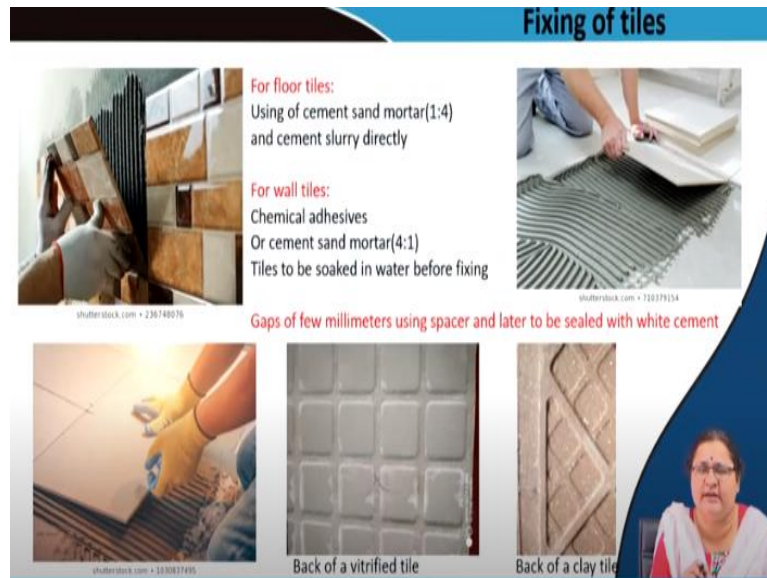 Fixing of tiles
For floor tiles:
Using of cement sand mortar(1:4)
and cement slurry directly
For wall tiles:
Chemical adhesives
Or cement sand mortar(4:1)
Tiles to be soaked in water before fixing
shutterstock.com • 236748076
shutterstock.com • 710379154
Gaps of few millimeters using spacer and later to be sealed with white cement
shutterstock.com • 1030837495
Back of a vitrified tile
Back of a clay tile